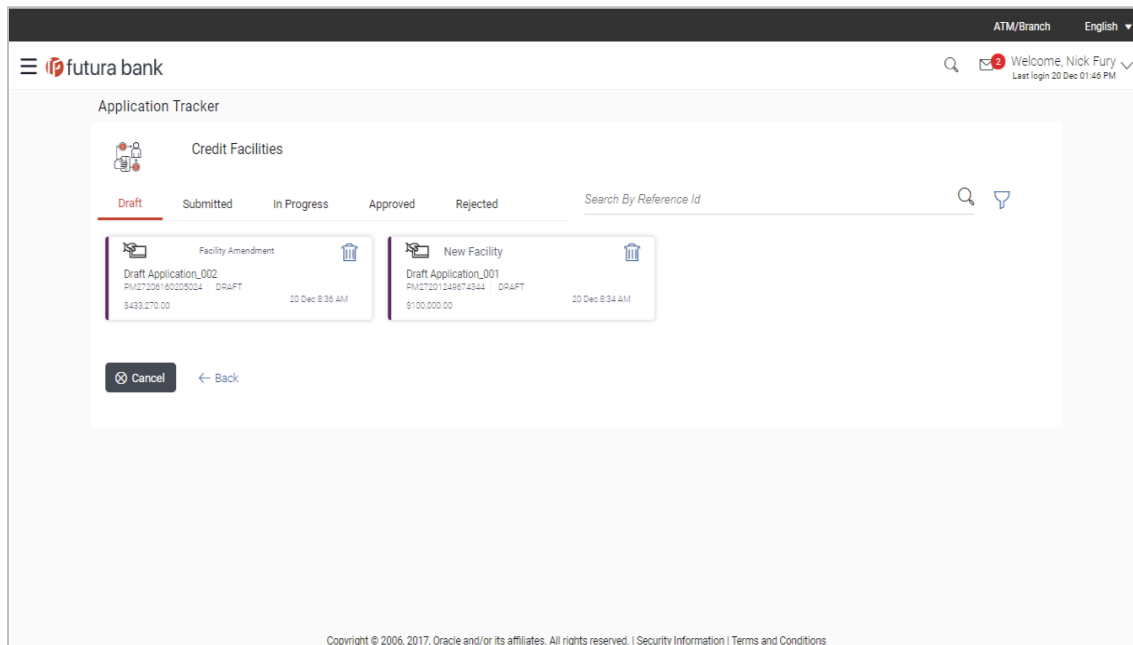 ATM/Branch English
futura bank
2 Welcome, Nick Fury
Last login 20 Dec 01:46 PM
Application Tracker
Credit Facilities
Draft Submitted In Progress Approved Rejected Search By Reference Id
Facility Amendment
Draft Application_002
PM27206160205024 DRAFT
20 Dec 8:36 AM
$433,270.00
New Facility
Draft Application_001
PM27201249674344 DRAFT
20 Dec 8:34 AM
$100,000.00
Cancel Back
Copyright © 2006, 2017, Oracle and/or its affiliates. All rights reserved. | Security Information | Terms and Conditions